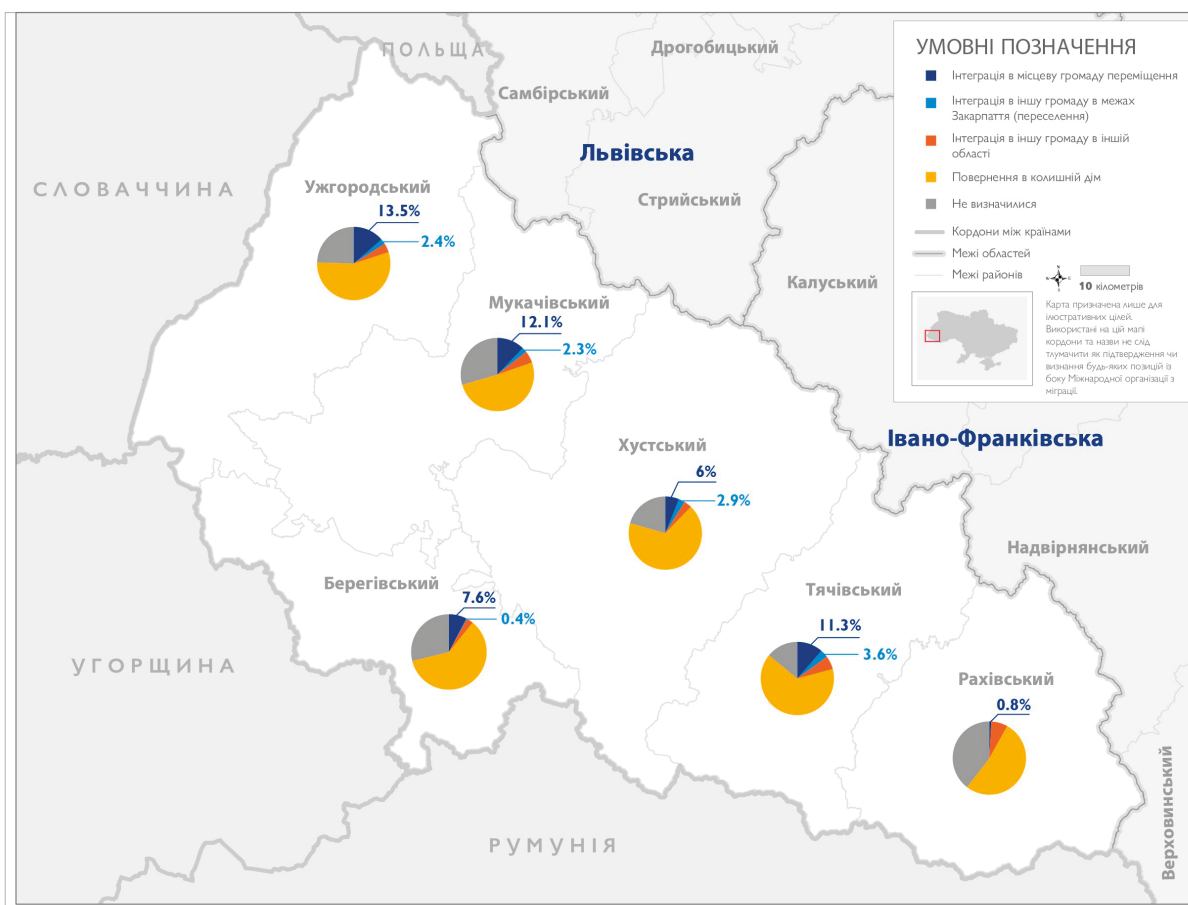 ПОЛЬЩА
Дрогобицький
Самбірський
Львівська
СЛОВАЧЧИНА
Стрийський
Ужгородський
13.5%
2.4%
Калуський
Мукачівський
12.1%
2.3%
Івано-Франківська
Хустський
6%
2.9%
Надвірнянський
Берегівський
7.6%
0.4%
Тячівський
11.3%
3.6%
УГОРЩИНА
Рахівський
0.8%
РУМУНІЯ
Верховинський
УМОВНІ ПОЗНАЧЕННЯ
Інтеграція в місцеву громаду переміщення
Інтеграція в іншу громаду в межах
Закарпаття (переселення)
Інтеграція в іншу громаду в іншій
області
Повернення в колишній дім
Не визначилися
Кордони між країнами
Межі областей
Межі районів
10 кілометрів
Карта призначена лише для
ілюстративних цілей.
Використані на цій мапі
кордони та назви не слід
тлумачити як підтвердження чи
визнання будь-яких позицій із
боку Міжнародної організації з
міграції.